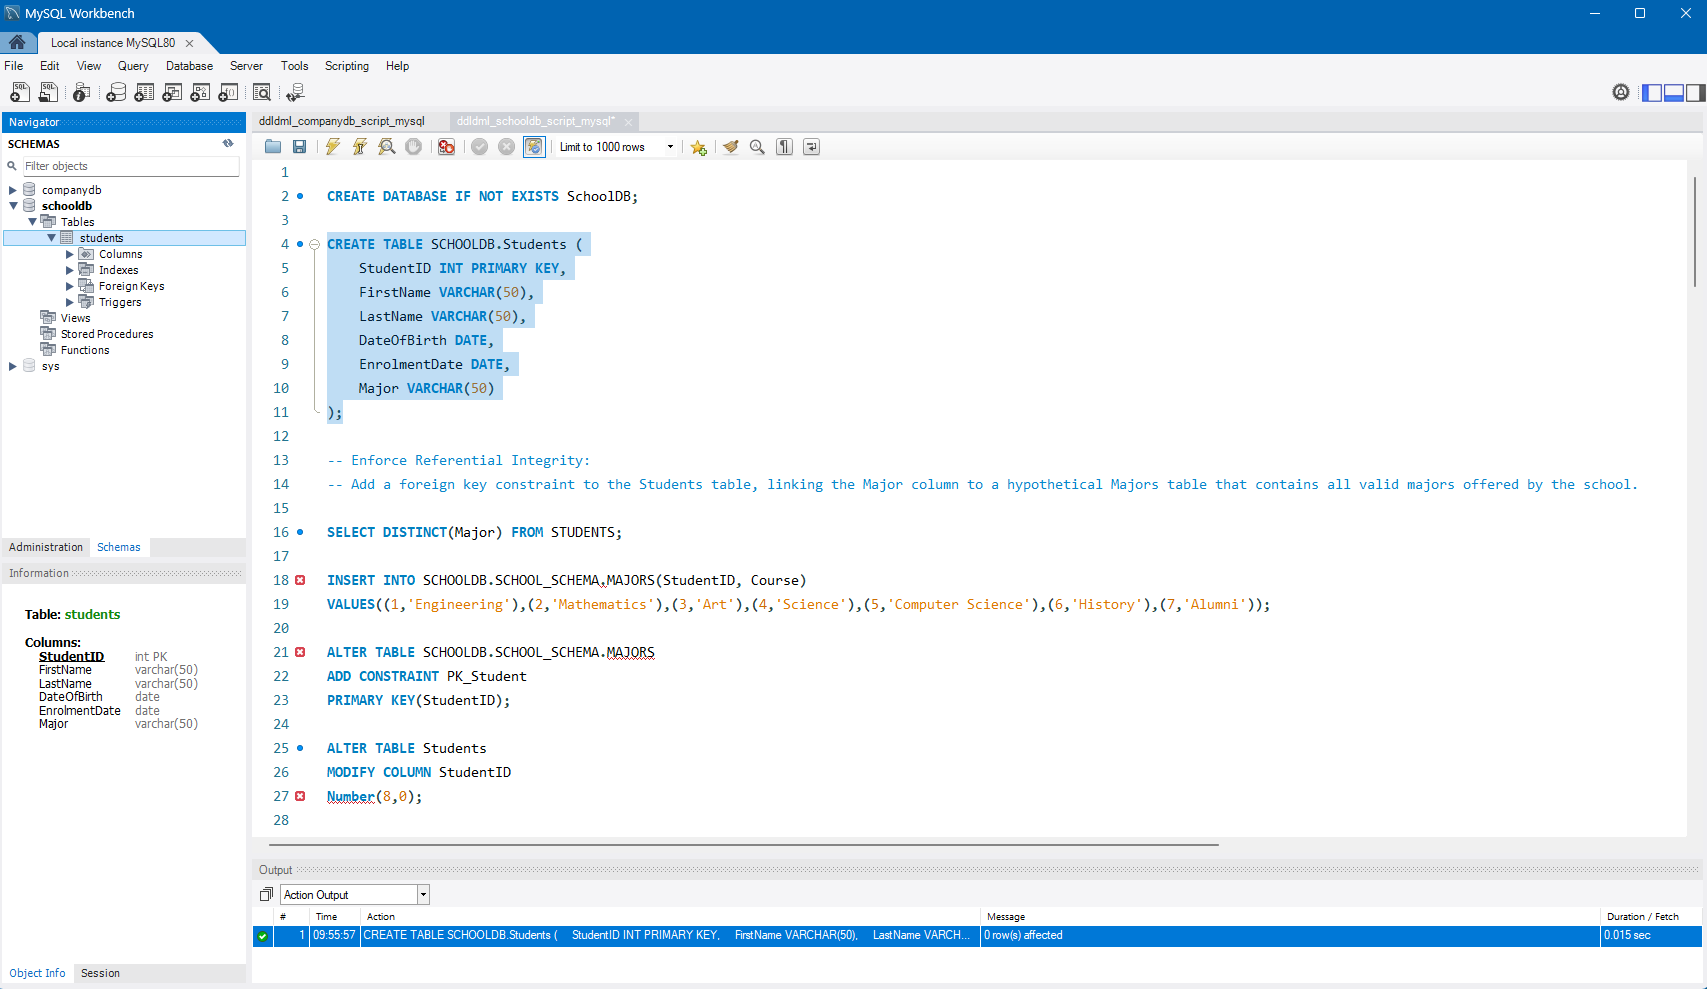 MySQL Workbench
Local instance MySQL80
File Edit View Query Database Server Tools Scripting Help
Navigator
SCHEMAS
Filter objects
companydb
schooldb
Tables
students
Columns
Indexes
Foreign Keys
Triggers
Views
Stored Procedures
Functions
sys
Administration Schemas
Information
Table: students
Columns:
StudentID int PK
FirstName varchar(50)
LastName varchar(50)
DateOfBirth date
EnrolmentDate date
Major varchar(50)
Object Info Session
ddldml_companydb_script_mysql ddldml_schooldb_script_mysql*
Limit to 1000 rows
1
2 CREATE DATABASE IF NOT EXISTS SchoolDB;
3
4 CREATE TABLE SCHOOLDB.Students (
5 StudentID INT PRIMARY KEY,
6 FirstName VARCHAR(50),
7 LastName VARCHAR(50),
8 DateOfBirth DATE,
9 EnrolmentDate DATE,
10 Major VARCHAR(50)
11 );
12
13 -- Enforce Referential Integrity:
14 -- Add a foreign key constraint to the Students table, linking the Major column to a hypothetical Majors table that contains all valid majors offered by the school.
15
16 SELECT DISTINCT(Major) FROM STUDENTS;
17
18 INSERT INTO SCHOOLDB.SCHOOL_SCHEMA.MAJORS(StudentID, Course)
19 VALUES((1,'Engineering'),(2,'Mathematics'),(3,'Art'),(4,'Science'),(5,'Computer Science'),(6,'History'),(7,'Alumni'));
20
21 ALTER TABLE SCHOOLDB.SCHOOL_SCHEMA.MAJORS
22 ADD CONSTRAINT PK_Student
23 PRIMARY KEY(StudentID);
24
25 ALTER TABLE Students
26 MODIFY COLUMN StudentID
27 Number(8,0);
28
Output
Action Output
# Time Action Message Duration / Fetch
1 09:55:57 CREATE TABLE SCHOOLDB.Students ( StudentID INT PRIMARY KEY, FirstName VARCHAR(50), LastName VARCH... 0 row(s) affected 0.015 sec